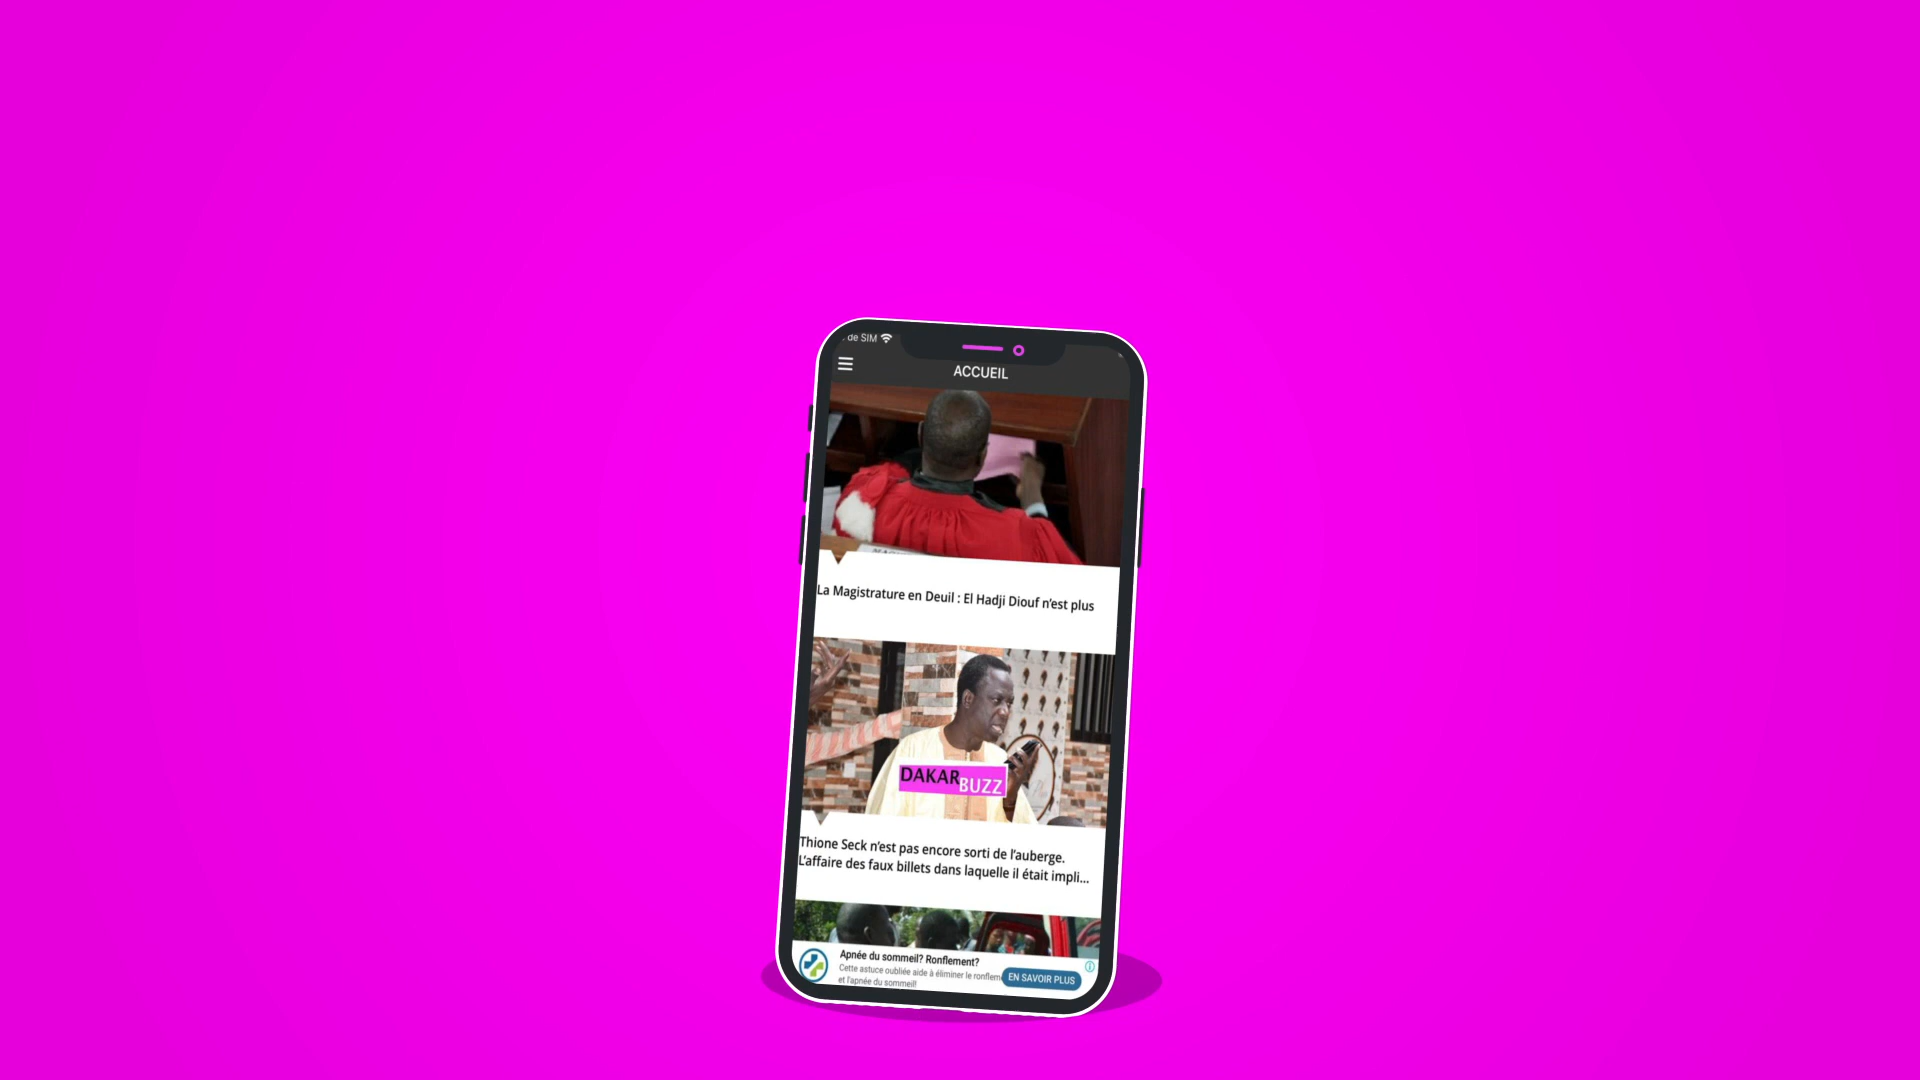 de SIM
ACCUEIL
La Magistrature en Deuil : El Hadji Diouf n'est plus
DAKAR
BUZZ
Thione Seck n'est pas encore sorti de l'auberge.
L'affaire des faux billets dans laquelle il était impli...
Apnée du sommeil? Ronflement?
Cette astuce oubliée aide à éliminer le ronflem
et l'apnée du sommeil!
EN SAVOIR PLUS